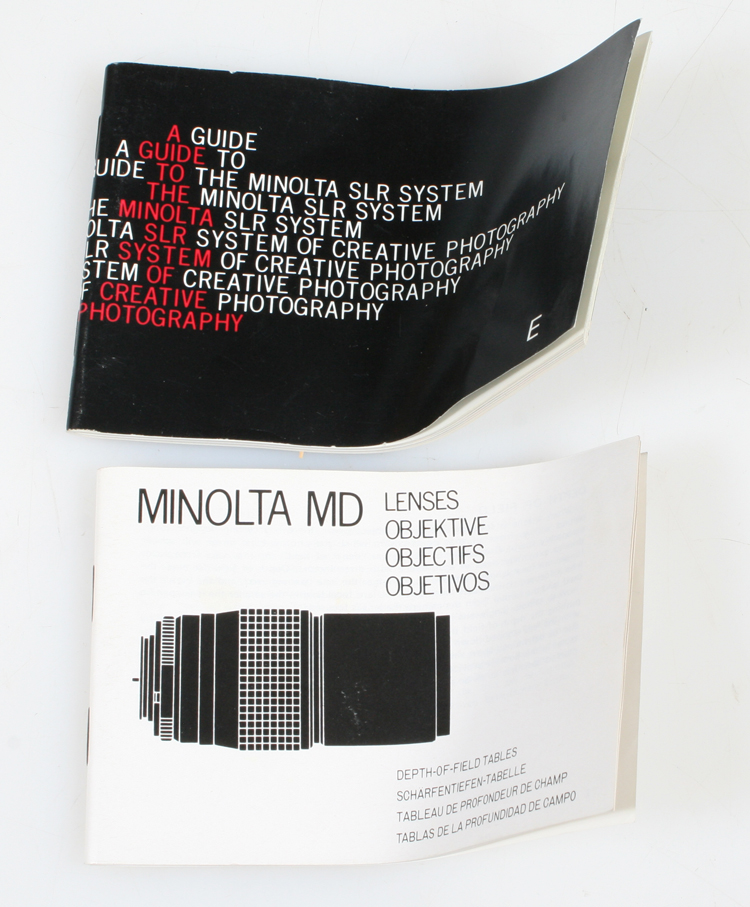 A GUIDE
A GUIDE TO
UIDE TO THE MINOLTA SLR SYSTEM
THE MINOLTA SLR SYSTEM
HE MINOLTA SLR SYSTEM
OLTA SLR SYSTEM OF CREATIVE PHOTOGRAPHY
LR SYSTEM OF CREATIVE PHOTOGRAPHY
STEM OF CREATIVE PHOTOGRAPHY
F CREATIVE PHOTOGRAPHY
PHOTOGRAPHY
E
MINOLTA MD
LENSES
OBJEKTIVE
OBJECTIFS
OBJETIVOS
DEPTH-OF-FIELD TABLES
SCHARFENTIEFEN-TABELLE
TABLEAU DE PROFONDEUR DE CHAMP
TABLAS DE LA PROFUNDIDAD DE CAMPO